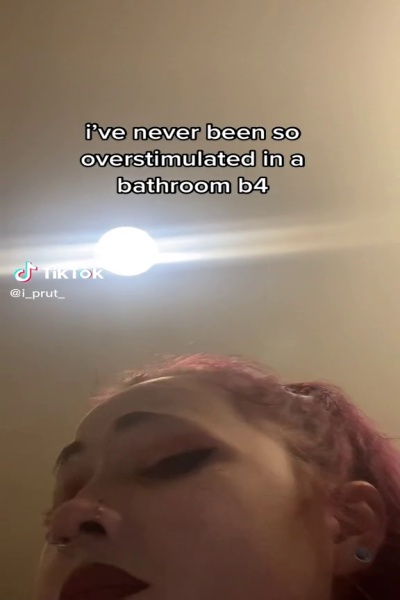 i've never been so
overstimulated in a
bathroom b4
TikTok
@i_prut_